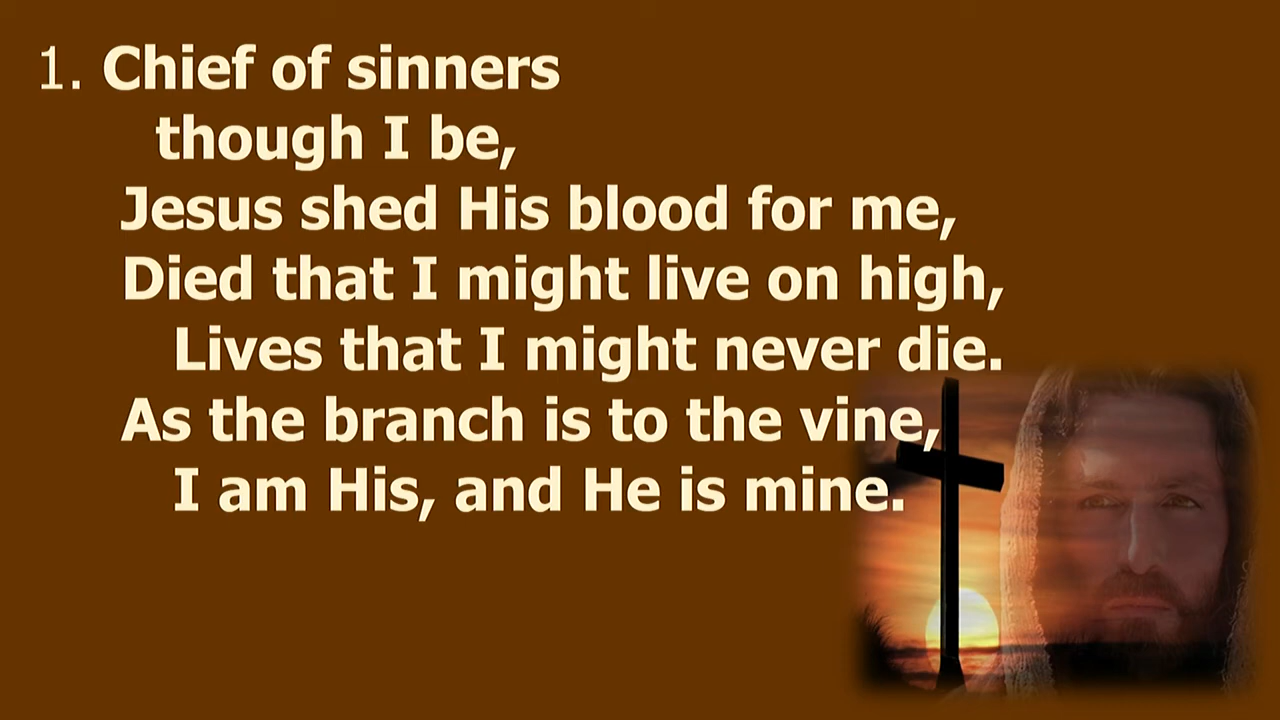 1. Chief of sinners
though I be,
Jesus shed His blood for me,
Died that I might live on high,
Lives that I might never die.
As the branch is to the vine,
I am His, and He is mine.